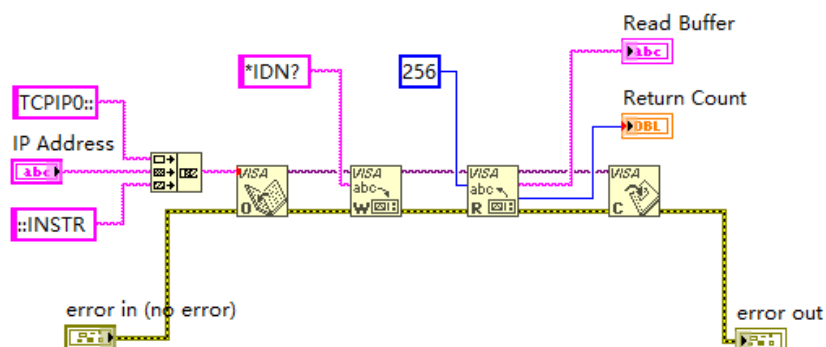 Read Buffer
abc
*IDN?
256
TCPIP0::
Return Count
DBL
IP Address
abc
VISA
O
VISA
abc
W
VISA
abc
R
VISA
C
::INSTR
error in (no error)
error out